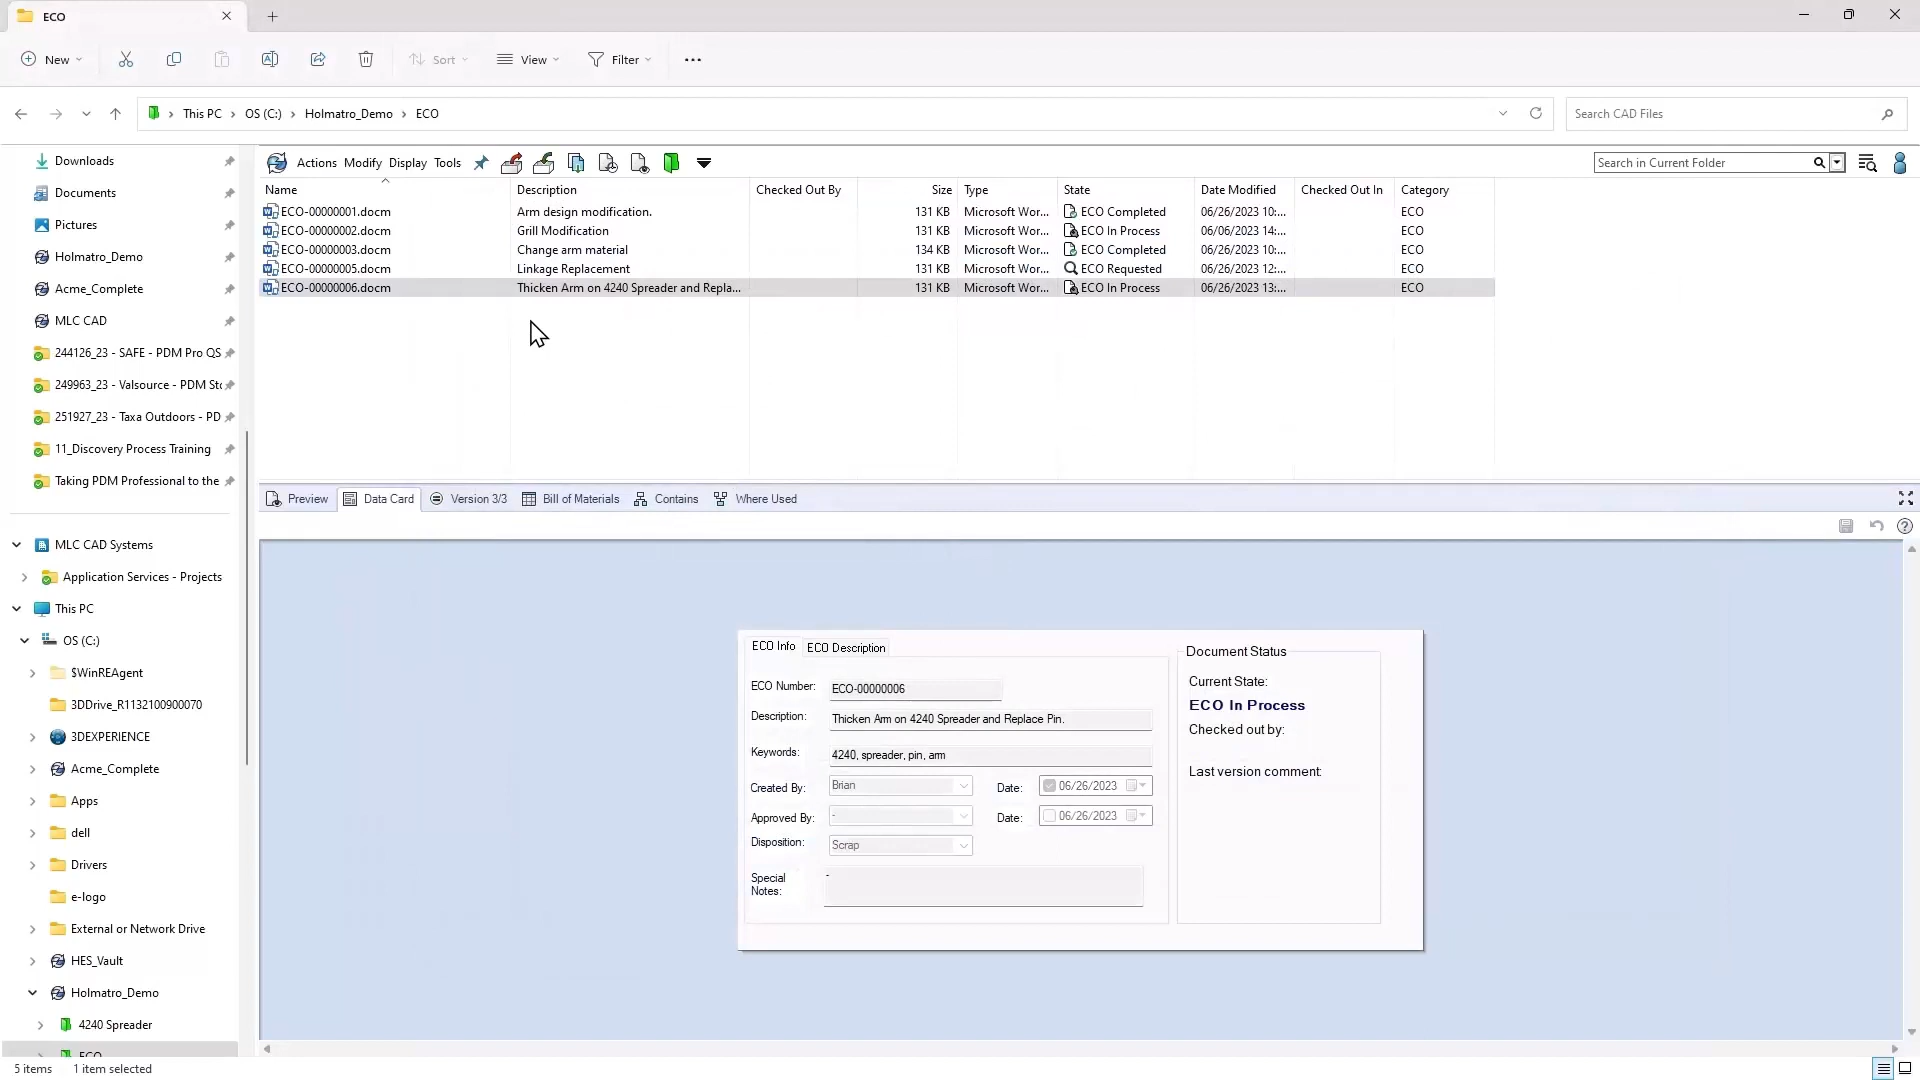 ECO
New
Sort
View
Filter
This PC > OS (C:) > Holmatro_Demo > ECO
Search CAD Files
Downloads
Documents
Pictures
Holmatro_Demo
Acme_Complete
MLC CAD
244126_23 - SAFE - PDM Pro QS
249963_23 - Valsource - PDM Sto
251927_23 - Taxa Outdoors - PD
11_Discovery Process Training
Taking PDM Professional to the
MLC CAD Systems
Application Services - Projects
This PC
OS (C:)
$WinREAgent
3DDrive_R1132100900070
3DEXPERIENCE
Acme_Complete
Apps
dell
Drivers
e-logo
External or Network Drive
HES_Vault
Holmatro_Demo
4240 Spreader
ECO
Actions Modify Display Tools
Search in Current Folder
Name Description Checked Out By Size Type State Date Modified Checked Out In Category
ECO-00000001.docm Arm design modification. 131 KB Microsoft Wor... ECO Completed 06/26/2023 10:... ECO
ECO-00000002.docm Grill Modification 131 KB Microsoft Wor... ECO In Process 06/06/2023 14:... ECO
ECO-00000003.docm Change arm material 134 KB Microsoft Wor... ECO Completed 06/26/2023 10:... ECO
ECO-00000005.docm Linkage Replacement 131 KB Microsoft Wor... ECO Requested 06/26/2023 12:... ECO
ECO-00000006.docm Thicken Arm on 4240 Spreader and Repla... 131 KB Microsoft Wor... ECO In Process 06/26/2023 13:... ECO
Preview Data Card Version 3/3 Bill of Materials Contains Where Used
ECO Info ECO Description
ECO Number: ECO-00000006
Description: Thicken Arm on 4240 Spreader and Replace Pin.
Keywords: 4240, spreader, pin, arm
Created By: Brian Date: 06/26/2023
Approved By: - Date: 06/26/2023
Disposition: Scrap
Special Notes: -
Document Status
Current State:
ECO In Process
Checked out by:
Last version comment:
5 items 1 item selected